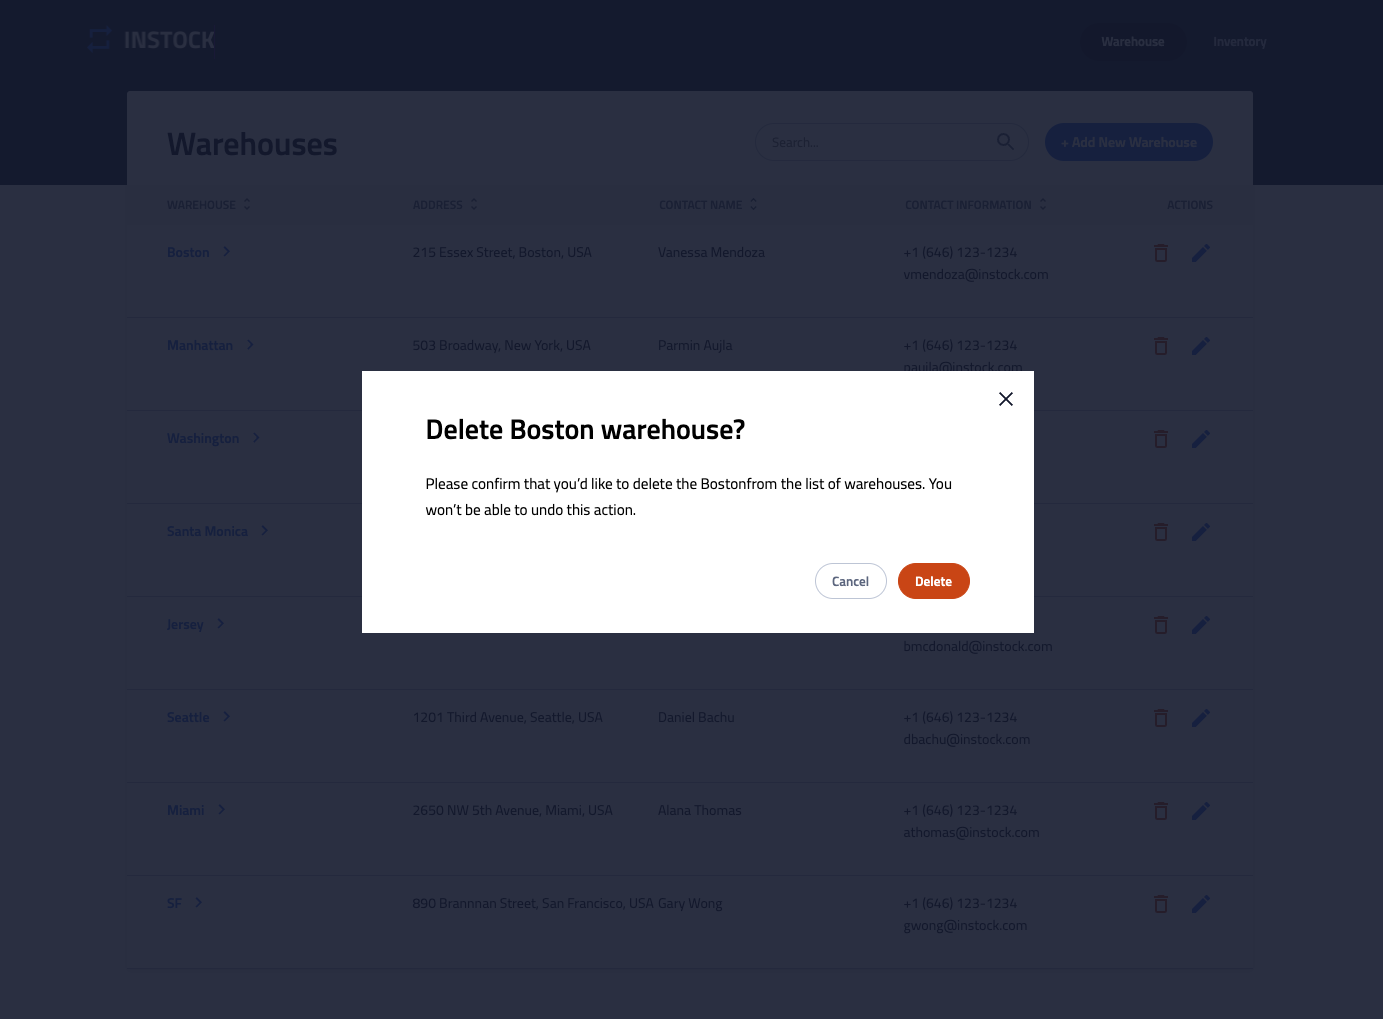 INSTOCK
Warehouse Inventory
Warehouses
Search...
+ Add New Warehouse
WAREHOUSE ADDRESS CONTACT NAME CONTACT INFORMATION ACTIONS
Boston 215 Essex Street, Boston, USA Vanessa Mendoza +1 (646) 123-1234
vmendoza@instock.com
Manhattan 503 Broadway, New York, USA Parmin Aujla +1 (646) 123-1234
paujla@instock.com
Delete Boston warehouse?
Please confirm that you’d like to delete the Bostonfrom the list of warehouses. You
won’t be able to undo this action.
Cancel Delete
Washington
Santa Monica
Jersey
bmcdonald@instock.com
Seattle 1201 Third Avenue, Seattle, USA Daniel Bachu +1 (646) 123-1234
dbachu@instock.com
Miami 2650 NW 5th Avenue, Miami, USA Alana Thomas +1 (646) 123-1234
athomas@instock.com
SF 890 Brannnan Street, San Francisco, USA Gary Wong +1 (646) 123-1234
gwong@instock.com